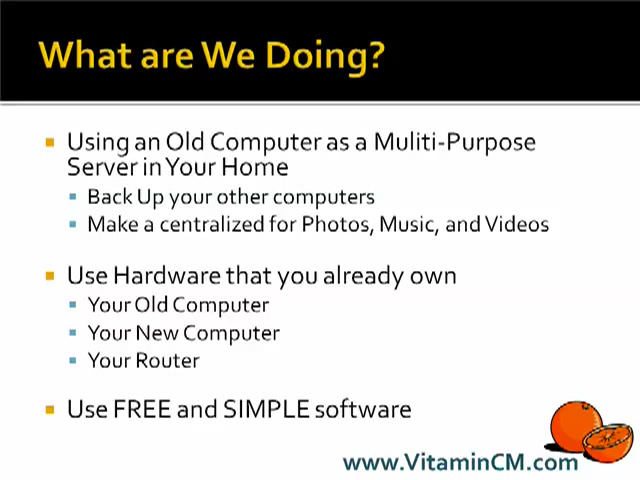 What are We Doing?
Using an Old Computer as a Muliti-Purpose
Server in Your Home
Back Up your other computers
Make a centralized for Photos, Music, and Videos
Use Hardware that you already own
Your Old Computer
Your New Computer
Your Router
Use FREE and SIMPLE software
www.VitaminCM.com